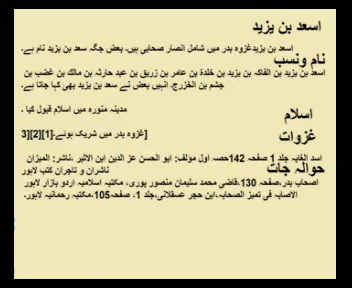 اسعد بن یزید
اسعد بن یزیدغزوہ بدر میں شامل انصار صحابی ہیں۔ بعض جگہ سعد بن یزید نام ہے۔
نام ونسب
اسعد بن یزید بن الفاکہ بن یزید بن خلدة بن عامر بن زریق بن عبد حارثہ بن مالك بن غضب بن
جشم بن الخزرج۔ انہیں بعض نے سعد بن یزید بھی کہا جاتا ہے۔
مدینہ منورہ میں اسلام قبول کیا ۔
اسلام
غزوات
غزوہ بدر میں شریک ہوئے۔[1][2][3]
اسد الغابہ جلد 1 صفحہ 142حصہ اول مؤلف: ابو الحسن عز الدین ابن الاثیر ،ناشر: المیزان
ناشران و تاجران کتب لاہور
حوالہ جات
اصحاب بدر،صفحہ 130،قاضی محمد سلیمان منصور پوری، مکتبہ اسلامیہ اردو بازار لاہور
الاصابہ فی تمیز الصحابہ،ابن حجر عسقلانی،جلد 1، صفحہ105،مکتبہ رحمانیہ لاہور،